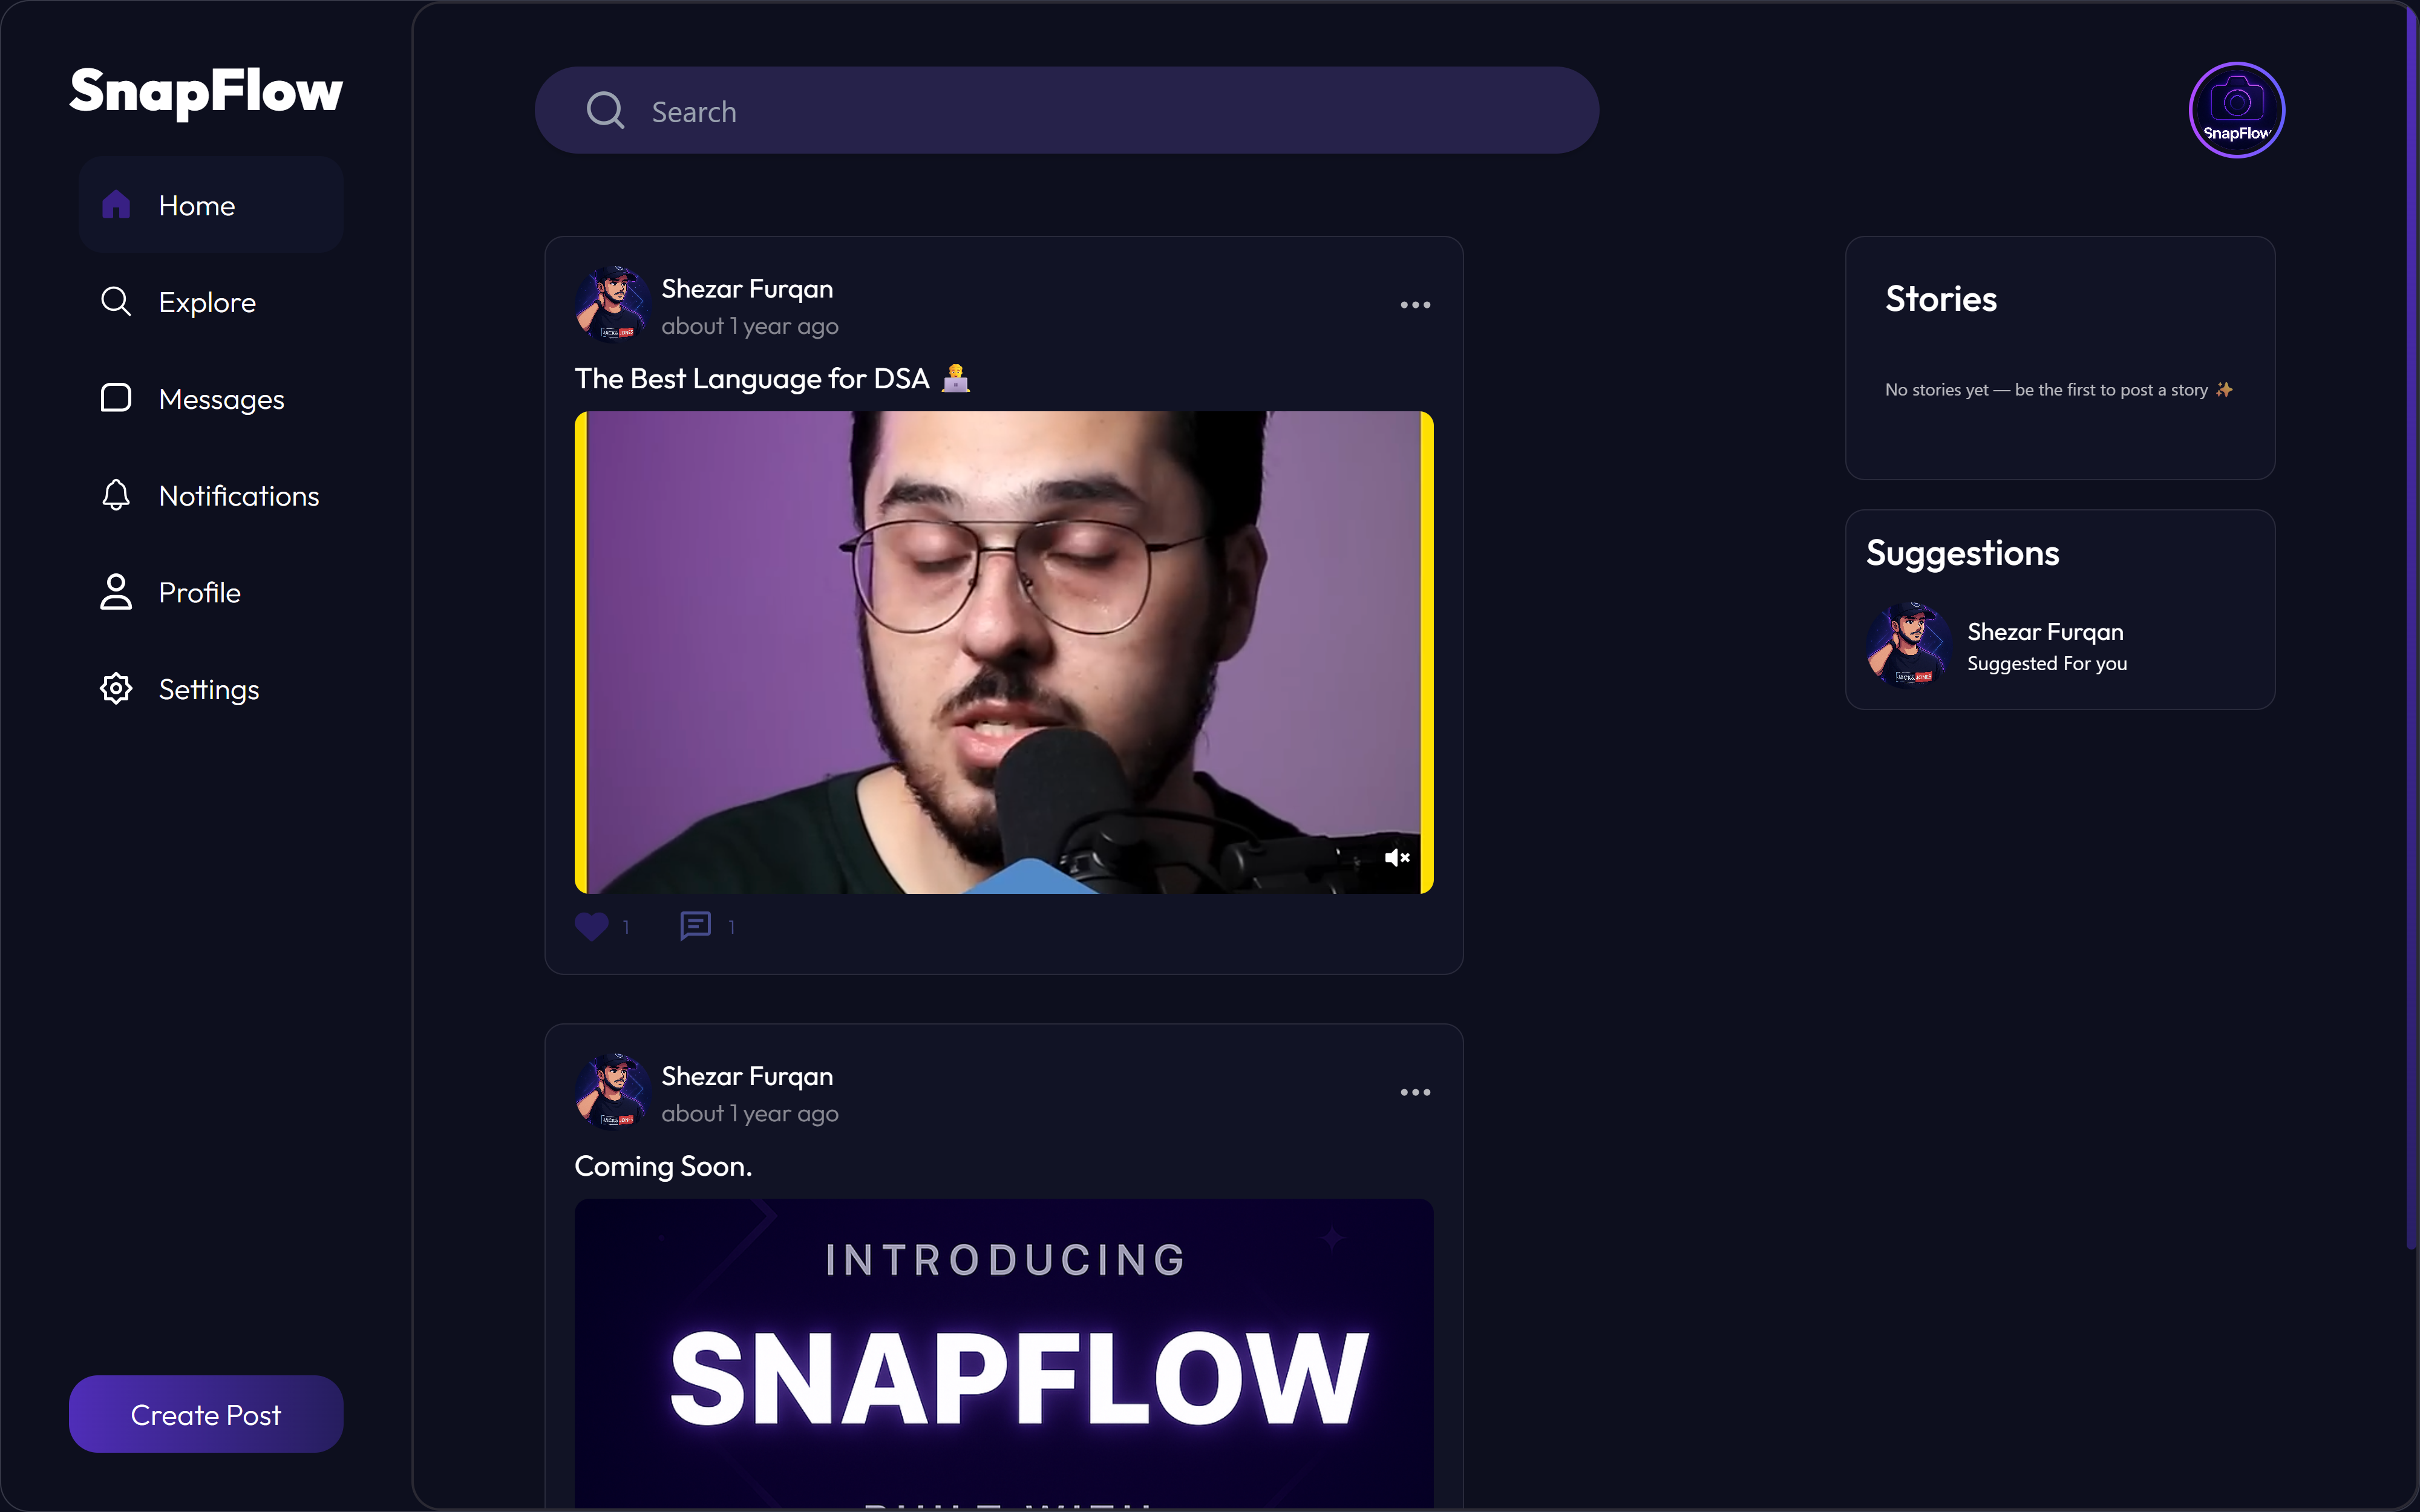 SnapFlow
Home
Explore
Messages
Notifications
Profile
Settings
Create Post
Search
SnapFlow
Shezar Furqan
about 1 year ago
The Best Language for DSA 👨‍💻
1 1
Shezar Furqan
about 1 year ago
Coming Soon.
INTRODUCING
SNAPFLOW
BUILT WITH
Stories
No stories yet — be the first to post a story ✨
Suggestions
Shezar Furqan
Suggested For you